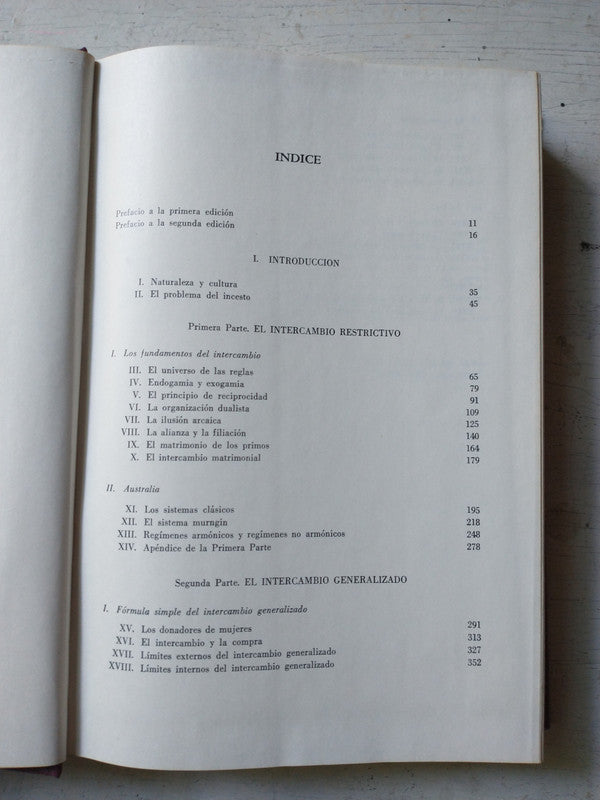 INDICE
Prefacio a la primera edición 11
Prefacio a la segunda edición 16
I. INTRODUCCION
I. Naturaleza y cultura 35
II. El problema del incesto 45
Primera Parte. EL INTERCAMBIO RESTRICTIVO
I. Los fundamentos del intercambio
III. El universo de las reglas 65
IV. Endogamia y exogamia 79
V. El principio de reciprocidad 91
VI. La organización dualista 109
VII. La ilusión arcaica 125
VIII. La alianza y la filiación 140
IX. El matrimonio de los primos 164
X. El intercambio matrimonial 179
II. Australia
XI. Los sistemas clásicos 195
XII. El sistema murngin 218
XIII. Regímenes armónicos y regímenes no armónicos 248
XIV. Apéndice de la Primera Parte 278
Segunda Parte. EL INTERCAMBIO GENERALIZADO
I. Fórmula simple del intercambio generalizado
XV. Los donadores de mujeres 291
XVI. El intercambio y la compra 313
XVII. Límites externos del intercambio generalizado 327
XVIII. Límites internos del intercambio generalizado 352